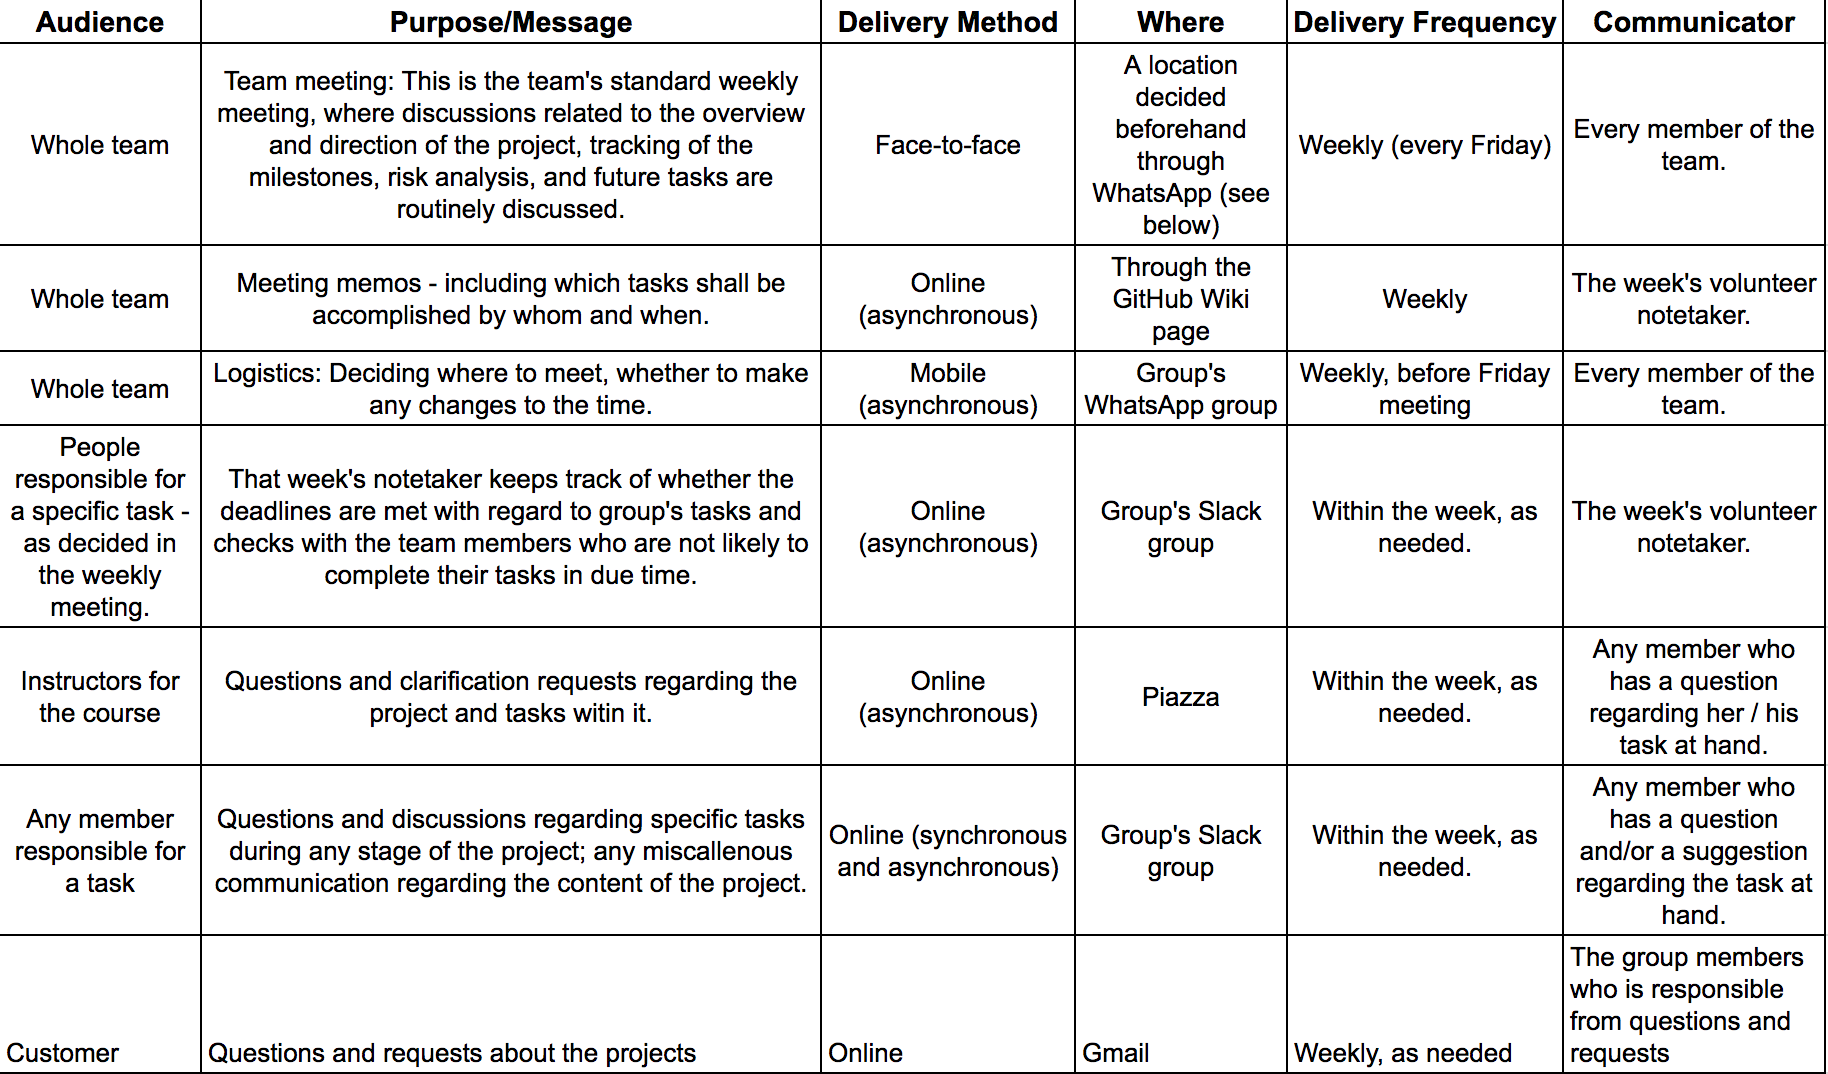 Audience Purpose/Message Delivery Method Where Delivery Frequency Communicator
Whole team
Team meeting: This is the team's standard weekly
meeting, where discussions related to the overview
and direction of the project, tracking of the
milestones, risk analysis, and future tasks are
routinely discussed.
Face-to-face
A location
decided
beforehand
through
WhatsApp (see
below)
Weekly (every Friday)
Every member of the
team.
Whole team
Meeting memos - including which tasks shall be
accomplished by whom and when.
Online
(asynchronous)
Through the
GitHub Wiki
page
Weekly
The week's volunteer
notetaker.
Whole team
Logistics: Deciding where to meet, whether to make
any changes to the time.
Mobile
(asynchronous)
Group's
WhatsApp group
Weekly, before Friday
meeting
Every member of the
team.
People
responsible for
a specific task -
as decided in
the weekly
meeting.
That week's notetaker keeps track of whether the
deadlines are met with regard to group's tasks and
checks with the team members who are not likely to
complete their tasks in due time.
Online
(asynchronous)
Group's Slack
group
Within the week, as
needed.
The week's volunteer
notetaker.
Instructors for
the course
Questions and clarification requests regarding the
project and tasks witin it.
Online
(asynchronous)
Piazza
Within the week, as
needed.
Any member who
has a question
regarding her / his
task at hand.
Any member
responsible for
a task
Questions and discussions regarding specific tasks
during any stage of the project; any miscallenous
communication regarding the content of the project.
Online (synchronous
and asynchronous)
Group's Slack
group
Within the week, as
needed.
Any member who
has a question
and/or a suggestion
regarding the task at
hand.
Customer
Questions and requests about the projects
Online
Gmail
Weekly, as needed
The group members
who is responsible
from questions and
requests